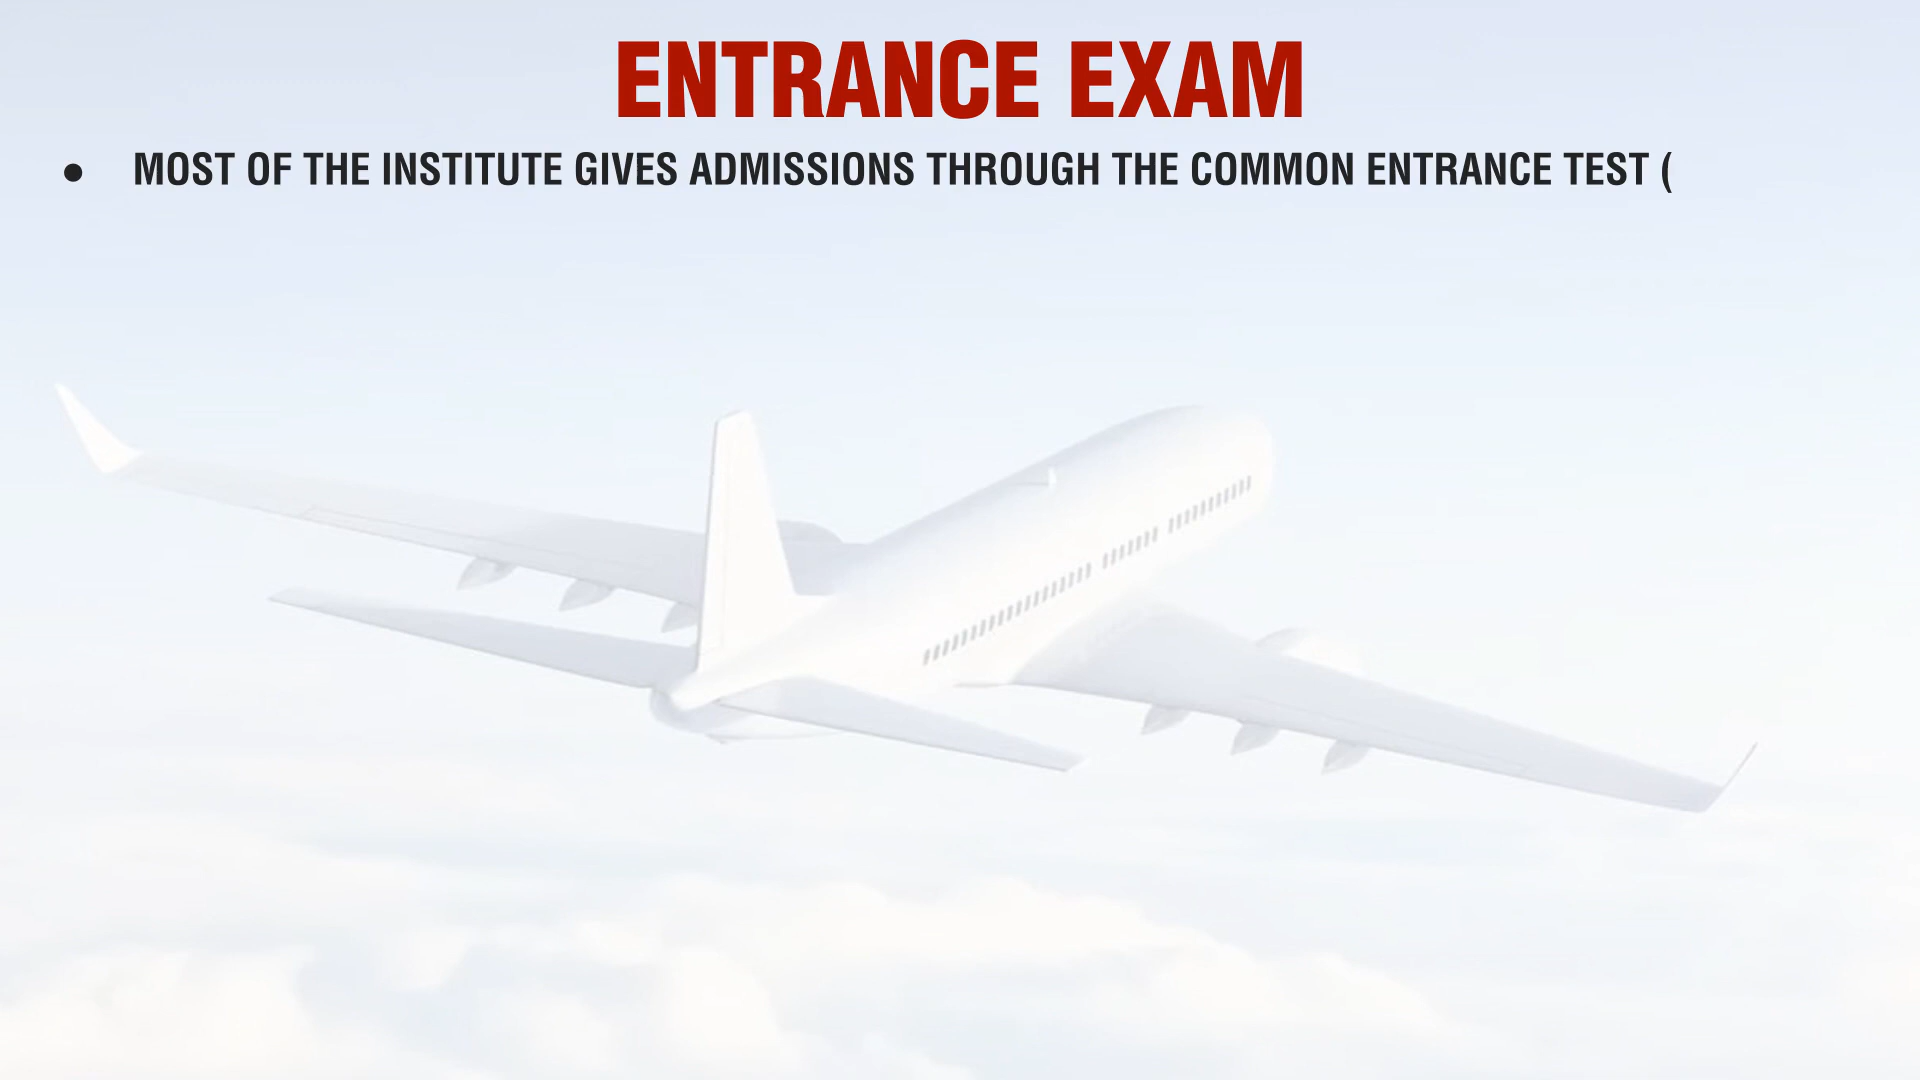 ENTRANCE EXAM
● MOST OF THE INSTITUTE GIVES ADMISSIONS THROUGH THE COMMON ENTRANCE TEST (